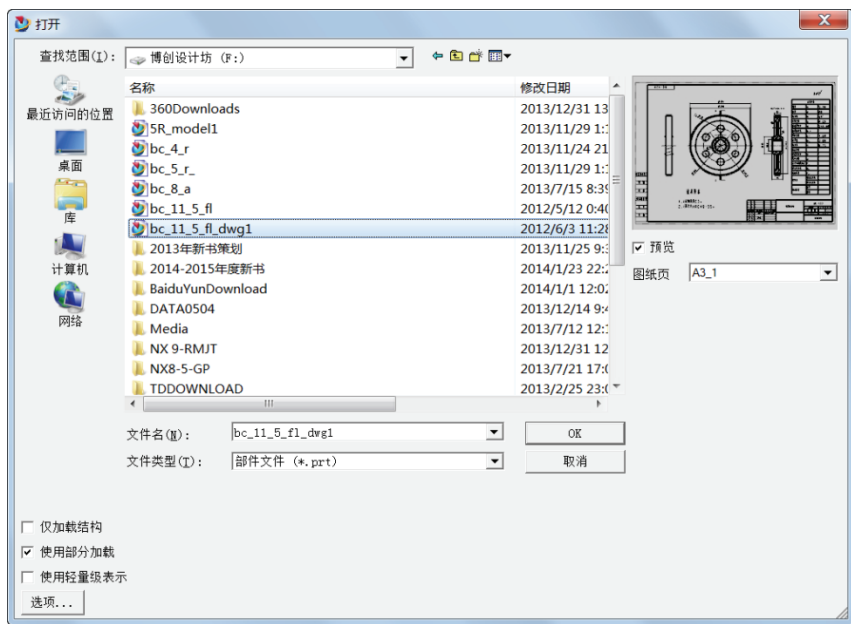 打开
查找范围(I): 博创设计坊 (F:)
名称 修改日期
最近访问的位置
桌面
库
计算机
网络
360Downloads 2013/12/31 13
5R_model1 2013/11/29 1:
bc_4_r 2013/11/24 21
bc_5_r_ 2013/11/29 1:
bc_8_a 2013/7/15 8:39
bc_11_5_fl 2012/5/12 0:40
bc_11_5_fl_dwg1 2012/6/3 11:28
2013年新书策划 2013/11/25 9:
2014-2015年度新书 2014/1/23 22:
BaiduYunDownload 2014/1/1 12:02
DATA0504 2013/12/14 9:4
Media 2013/7/12 12:
NX 9-RMJT 2013/12/31 12
NX8-5-GP 2013/7/21 17:0
TDDOWNLOAD 2013/2/25 23:
预览
图纸页 A3_1
文件名(N): bc_11_5_fl_dwg1 OK
文件类型(T): 部件文件 (*.prt) 取消
仅加载结构
使用部分加载
使用轻量级表示
选项...